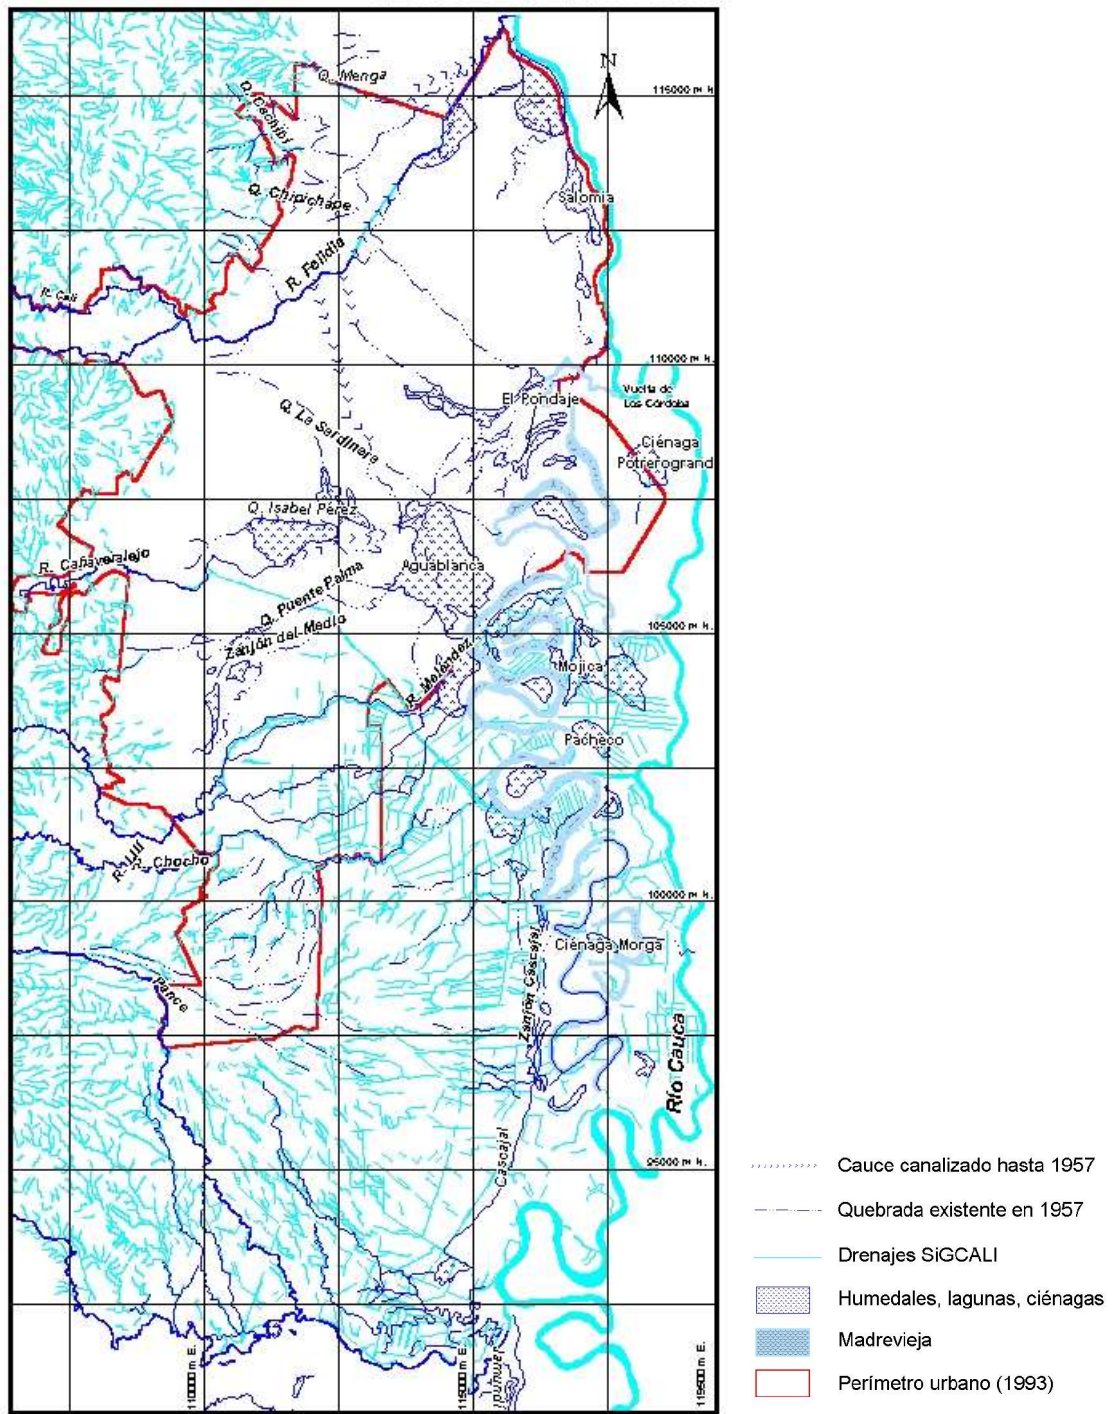 N
Q. Menga
115000 m N.
Q. Cachibí
Q. Chipichape
Salomia
R. Felidia
R. Cali
110000 m N.
Vuelta de
Los Córdoba
El Pondaje
Q. La Sardinera
Ciénaga
Potrerogrand
Q. Isabel Pérez
R. Cañaveralejo
Aguablanca
Q. Puente Palma
Zanjón del Medio
105000 m N.
R. Meléndez
Mojica
Pacheco
R. Lili
R. Chocho
100000 m N.
Ciénaga Morga
Zanjón Cascajal
Pance
Río Cauca
Cascajal
95000 m N.
110000 m E.
115000 m E.
119500 m E.
Jamundí
Cauce canalizado hasta 1957
Quebrada existente en 1957
Drenajes SiGCALI
Humedales, lagunas, ciénagas
Madrevieja
Perímetro urbano (1993)